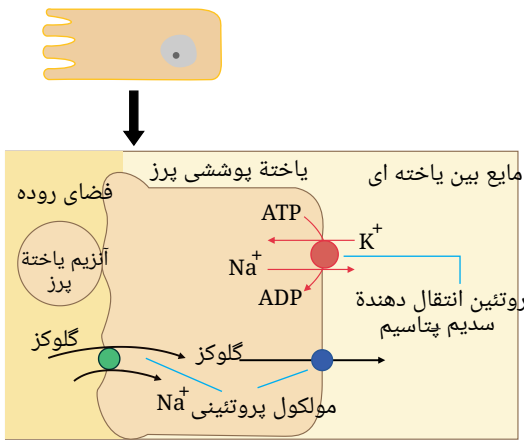 مایع بین یاخته ای
یاختهٔ پوششی پرز
فضای روده
ATP
K+
آنزیم یاختهٔ
پرز
Na+
ADP
روتئین انتقال دهندهٔ
سدیم پتاسیم
گلوکز
گلوکز
Na+
مولکول پروتئینی